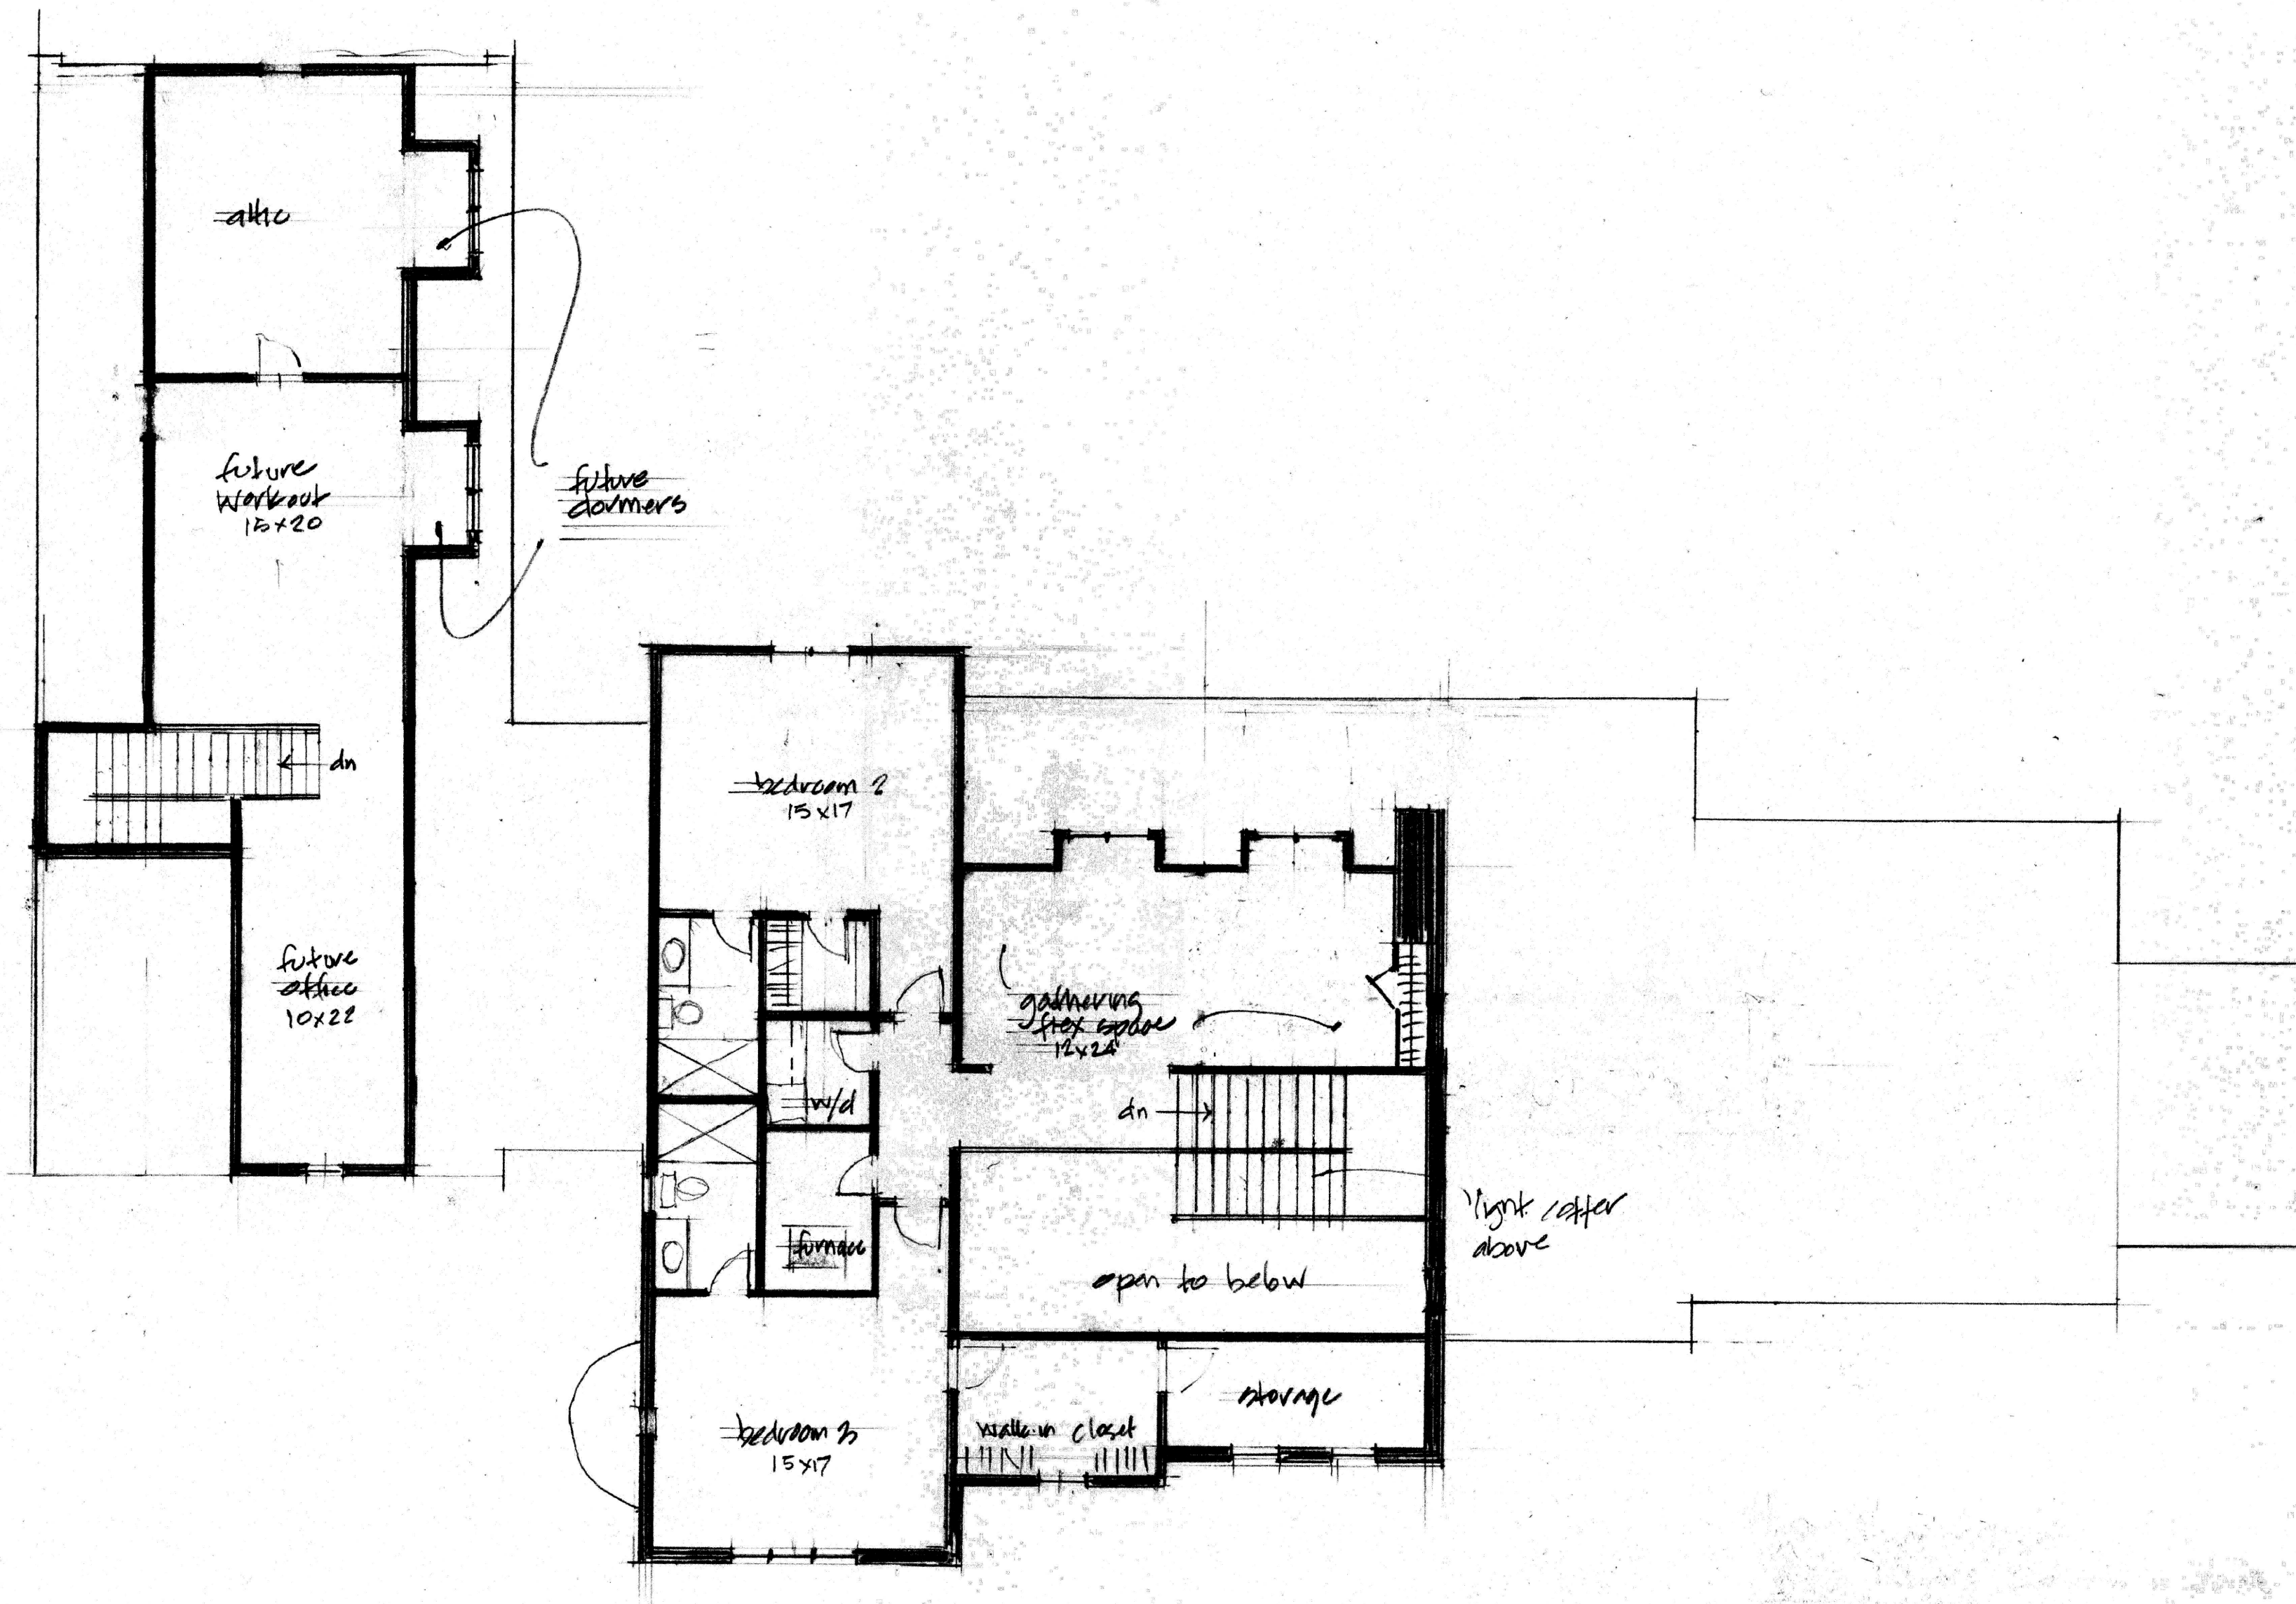 attic
future
workout
15x20
future
dormers
dn
bedroom 2
15x17
future
office
10x22
gathering
flex space
12x24
w/d
dn
furnace
light coffer
above
open to below
storage
walk-in closet
bedroom 3
15x17